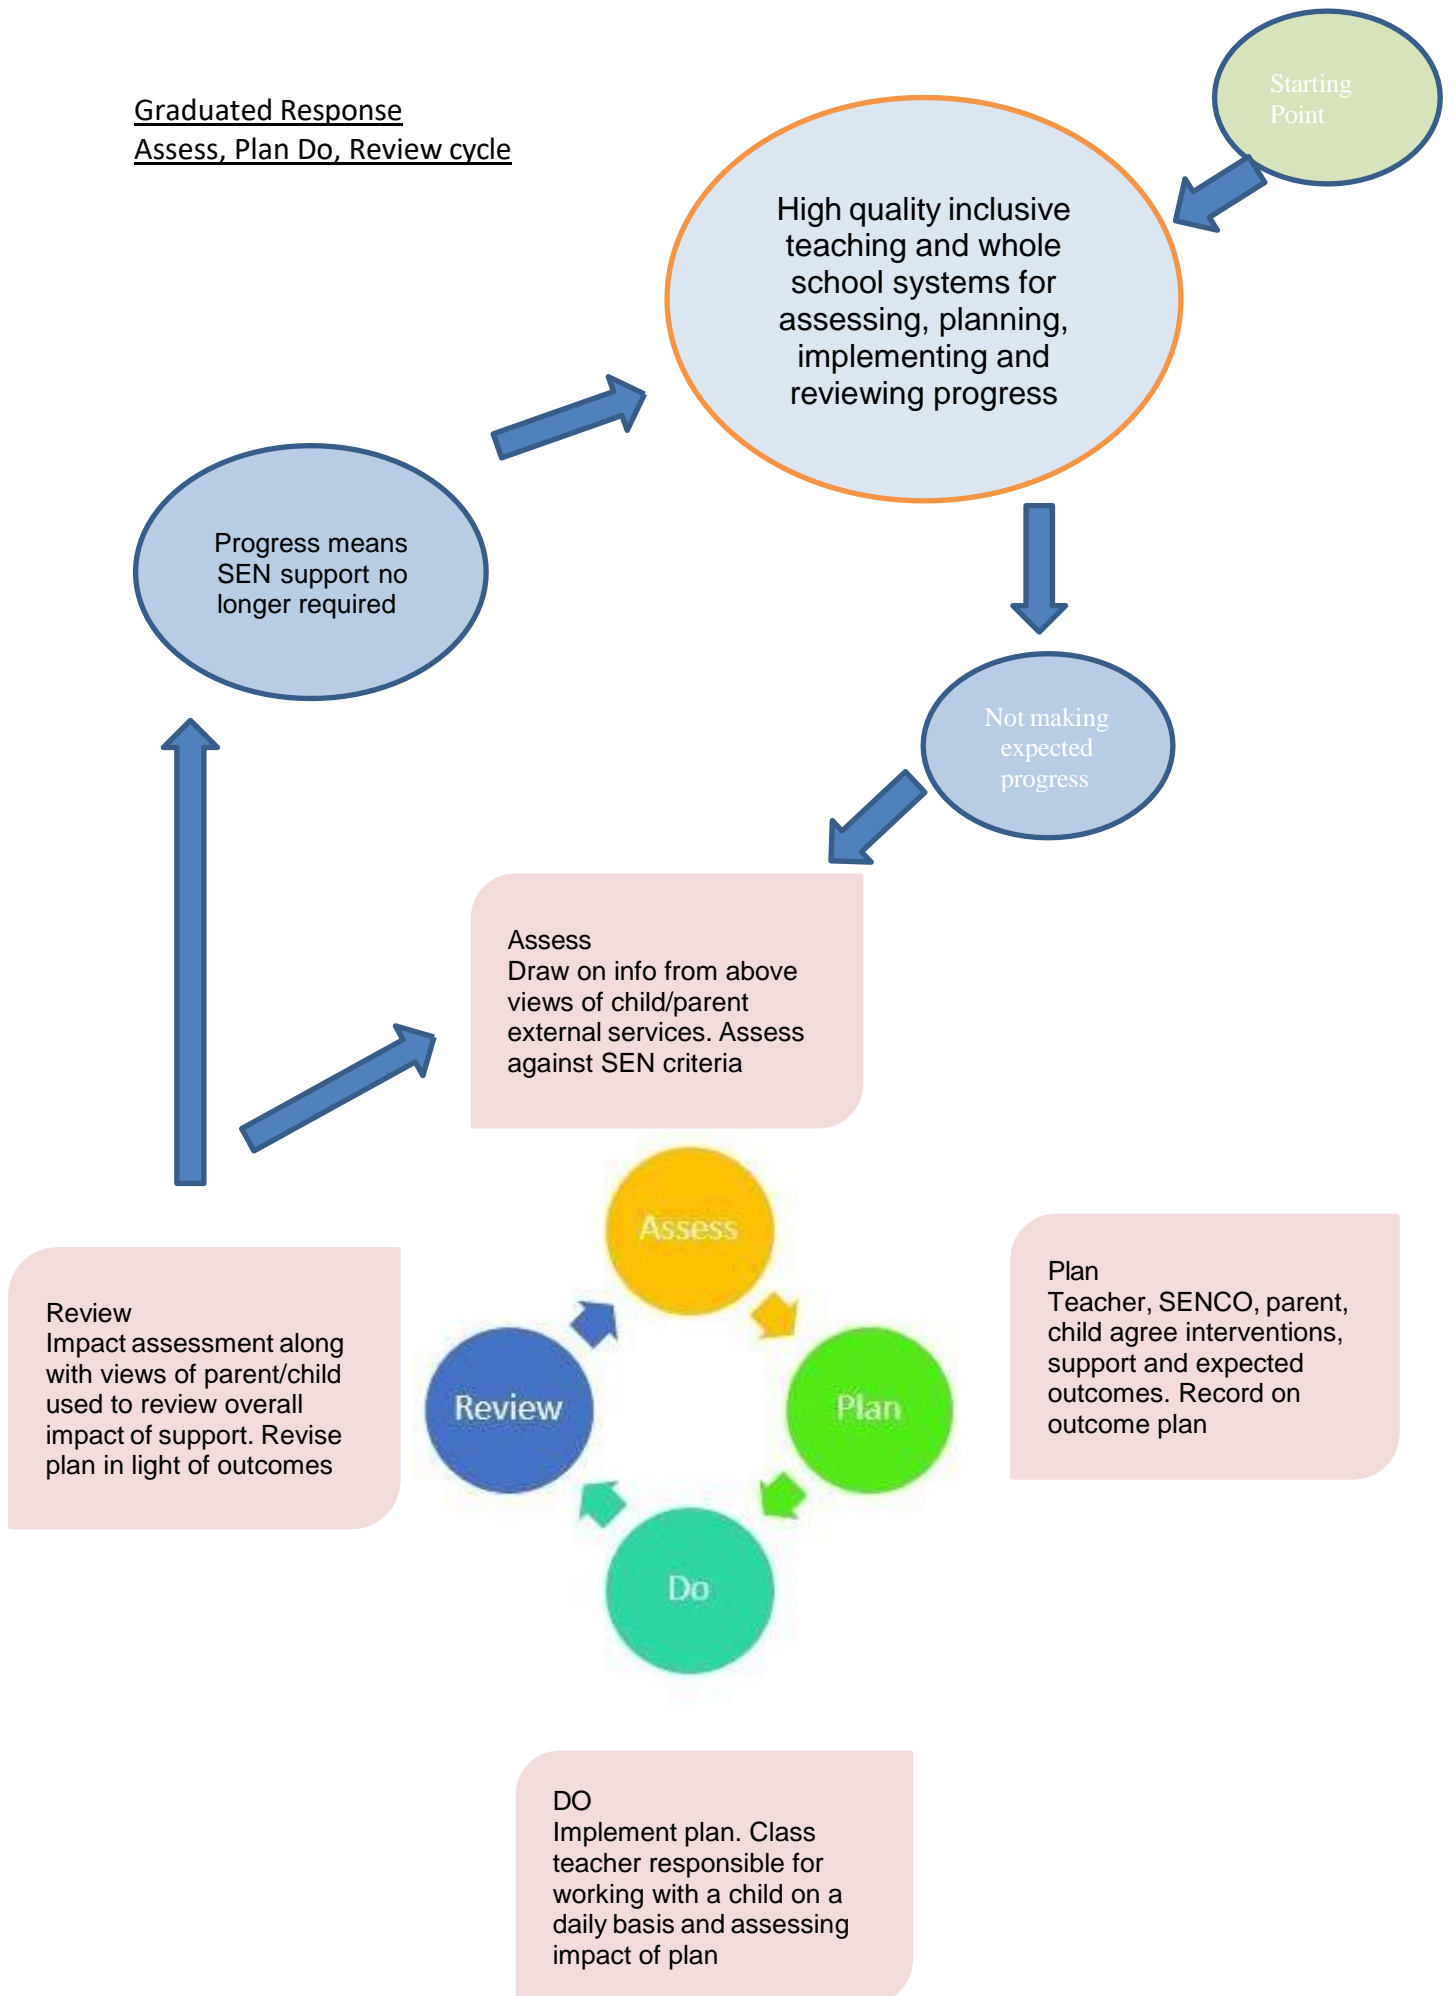 Graduated Response
Assess, Plan Do, Review cycle
Starting
Point
High quality inclusive
teaching and whole
school systems for
assessing, planning,
implementing and
reviewing progress
Progress means
SEN support no
longer required
Not making
expected
progress
Assess
Draw on info from above
views of child/parent
external services. Assess
against SEN criteria
Assess
Plan
Do
Review
Plan
Teacher, SENCO, parent,
child agree interventions,
support and expected
outcomes. Record on
outcome plan
Review
Impact assessment along
with views of parent/child
used to review overall
impact of support. Revise
plan in light of outcomes
DO
Implement plan. Class
teacher responsible for
working with a child on a
daily basis and assessing
impact of plan